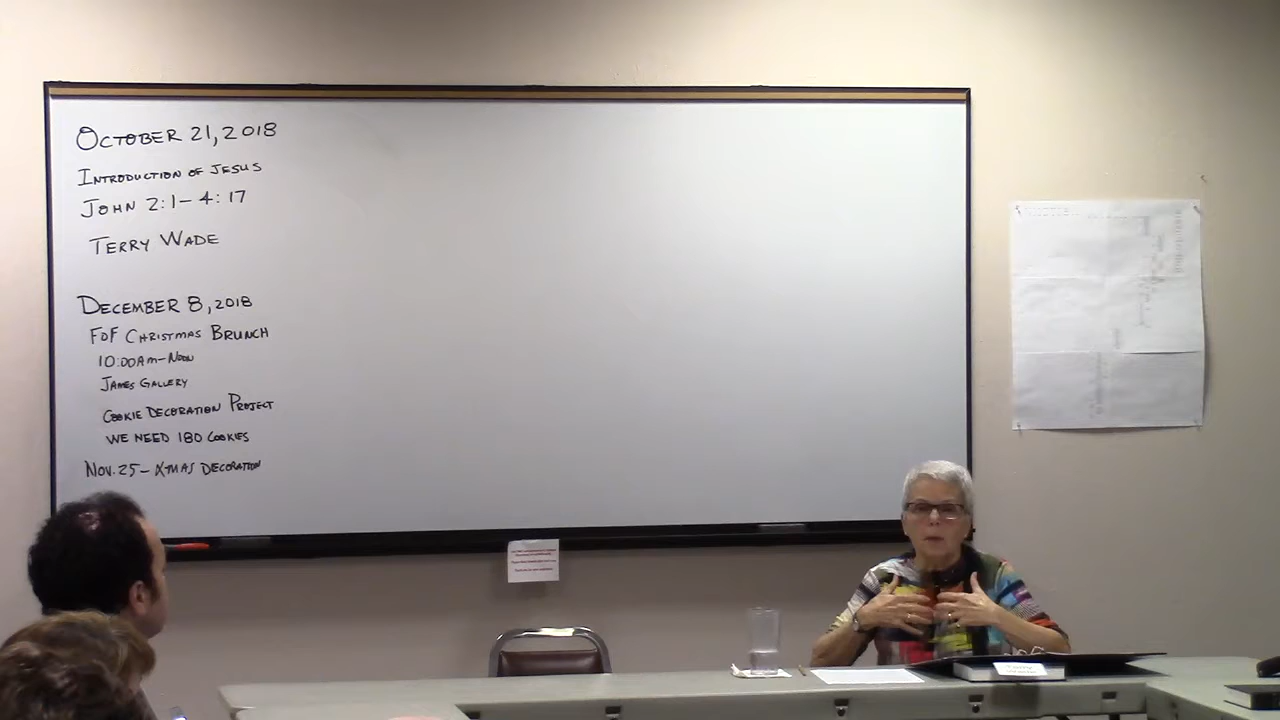 OCTOBER 21, 2018
INTRODUCTION OF JESUS
JOHN 2:1-4:17
TERRY WADE
DECEMBER 8, 2018
FOF CHRISTMAS BRUNCH
10:00AM-NOON
JAMES GALLERY
COOKIE DECORATION PROJECT
WE NEED 180 COOKIES
NOV. 25- XMAS DECORATION